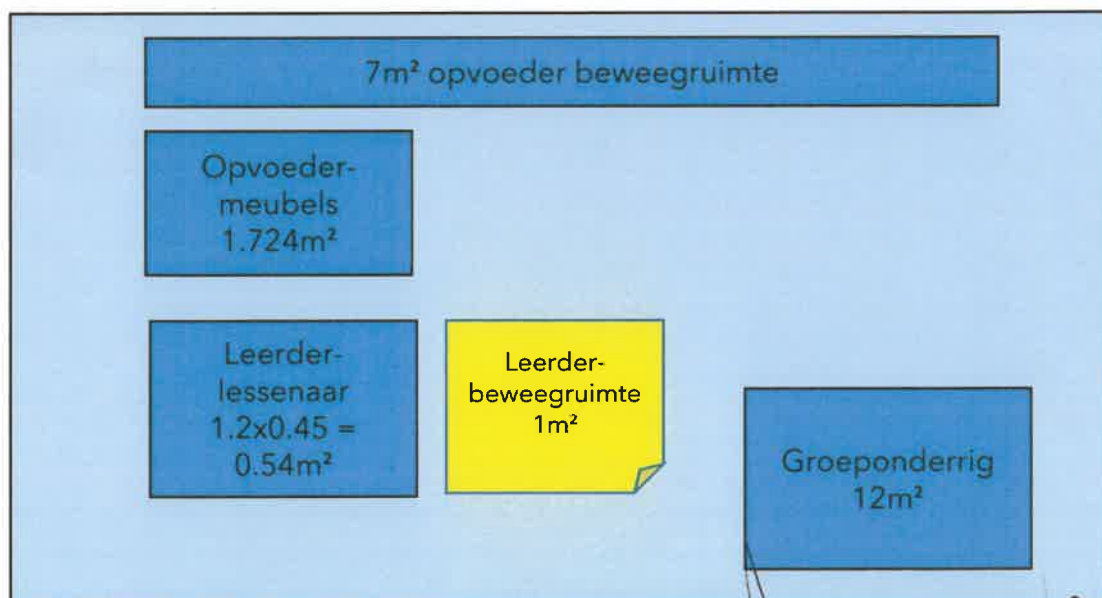 7m² opvoeder beweegruimte
Opvoeder-
meubels
1.724m²
Leerder-
lessenaar
1.2x0.45 =
0.54m²
Leerder-
beweegruimte
1m²
Groeponderrig
12m²